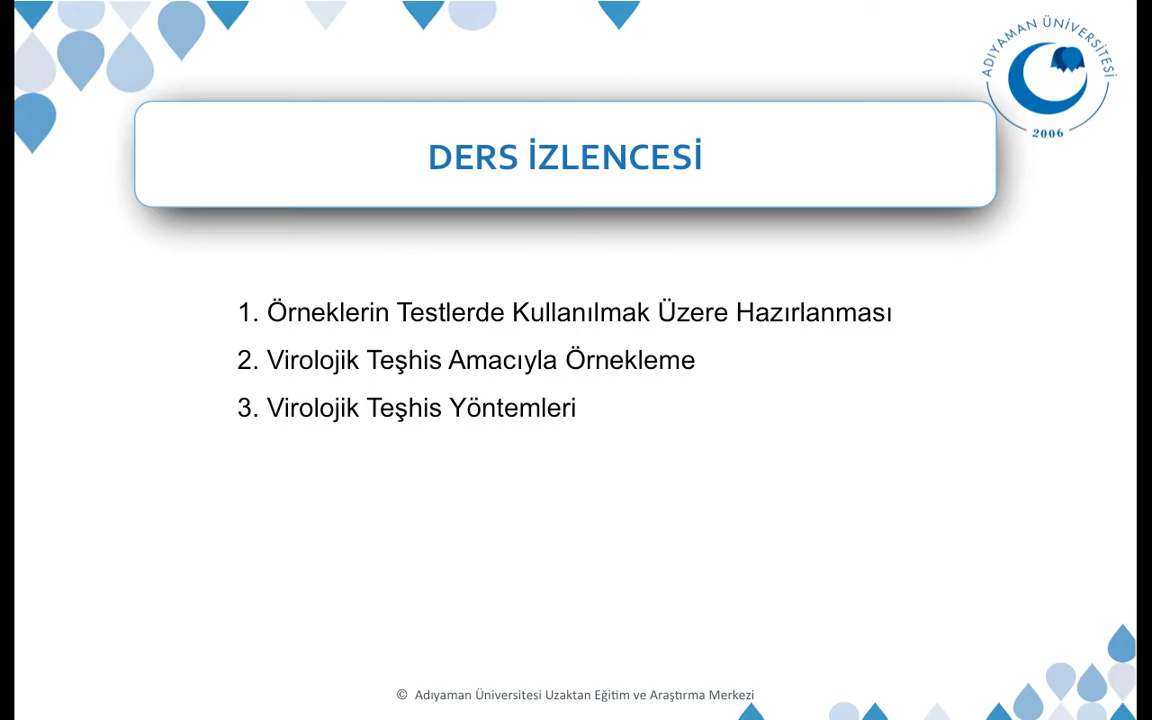 ADIYAMAN ÜNİVERSİTESİ
2006
DERS İZLENCESİ
1. Örneklerin Testlerde Kullanılmak Üzere Hazırlanması
2. Virolojik Teşhis Amacıyla Örnekleme
3. Virolojik Teşhis Yöntemleri
© Adıyaman Üniversitesi Uzaktan Eğitim ve Araştırma Merkezi